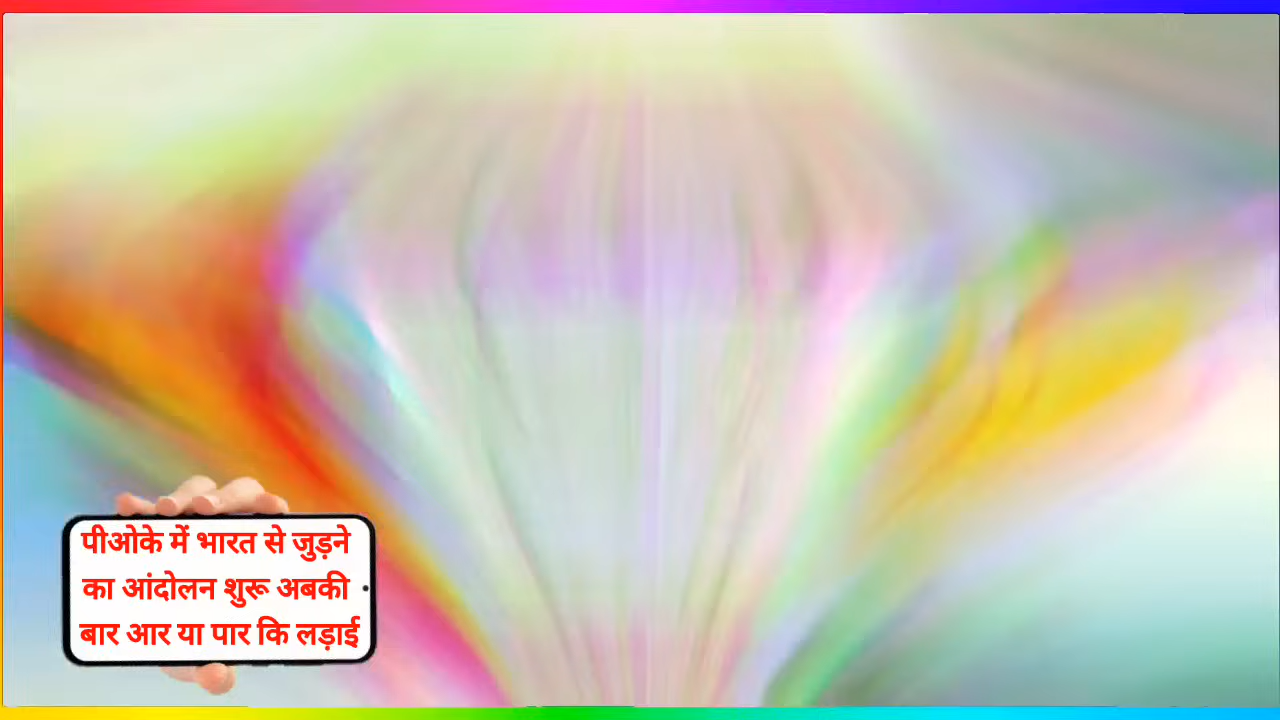 पीओके में भारत से जुड़ने
का आंदोलन शुरू अबकी
बार आर या पार कि लड़ाई